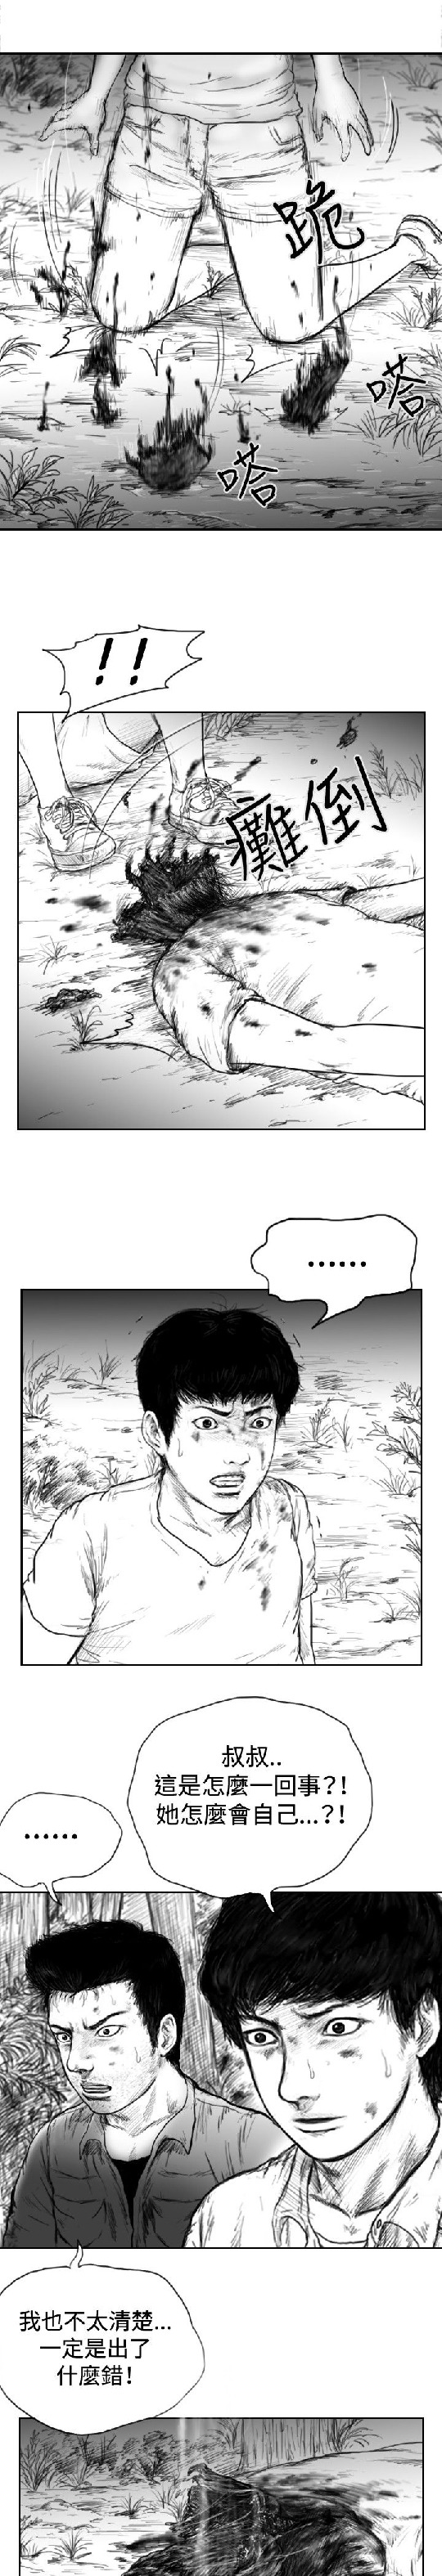 跪
嗒
嗒
!!
癱倒
......
叔叔..
這是怎麼一回事?!
她怎麼會自己...?!
......
我也不太清楚...
一定是出了
什麼錯!